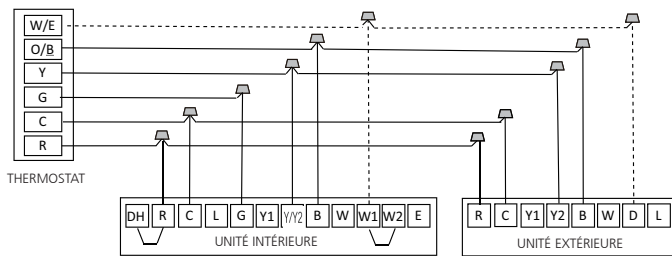 W/E
O/B
Y
G
C
R
THERMOSTAT
DH R C L G Y1 Y/Y2 B W W1 W2 E
UNITÉ INTÉRIEURE
R C Y1 Y2 B W D L
UNITÉ EXTÉRIEURE